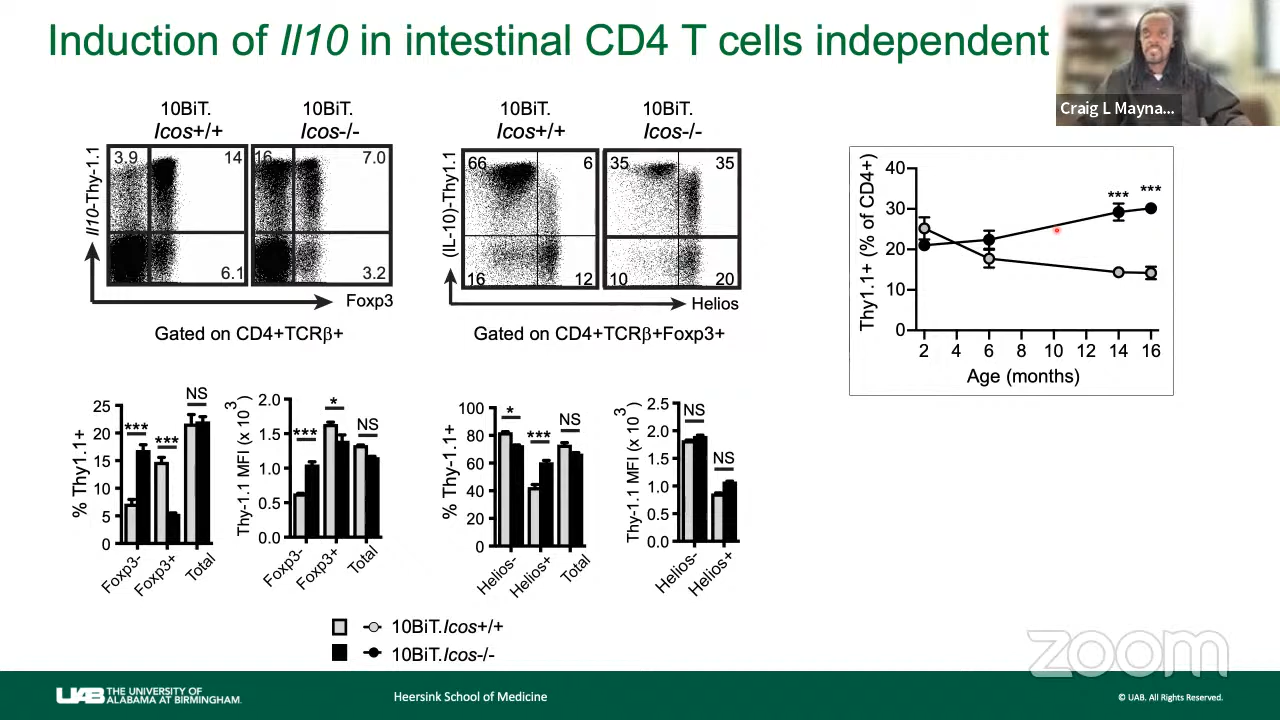 Induction of Il10 in intestinal CD4 T cells independent
Craig L Mayna...
10BiT.
Icos+/+
10BiT.
Icos-/-
10BiT.
Icos+/+
10BiT.
Icos-/-
Il10-Thy-1.1
3.9
14
6.1
16
7.0
3.2
Foxp3
Gated on CD4+TCRβ+
(IL-10)-Thy1.1
66
6
16
12
35
35
10
20
Helios
Gated on CD4+TCRβ+Foxp3+
Thy1.1+ (% of CD4+)
40
30
20
10
0
*** ***
2 4 6 8 10 12 14 16
Age (months)
% Thy1.1+
25
20
15
10
5
0
*** *** NS
Foxp3- Foxp3+ Total
Thy-1.1 MFI (x 10 3)
2.0
1.5
1.0
0.5
0.0
*** * NS
Foxp3- Foxp3+ Total
% Thy-1.1+
100
80
60
40
20
0
* *** NS
Helios- Helios+ Total
Thy-1.1 MFI (x 10 3)
2.5
2.0
1.5
1.0
0.5
0.0
NS NS
Helios- Helios+
10BiT.Icos+/+
10BiT.Icos-/-
zoom
UAB THE UNIVERSITY OF
ALABAMA AT BIRMINGHAM.
Heersink School of Medicine
© UAB. All Rights Reserved.